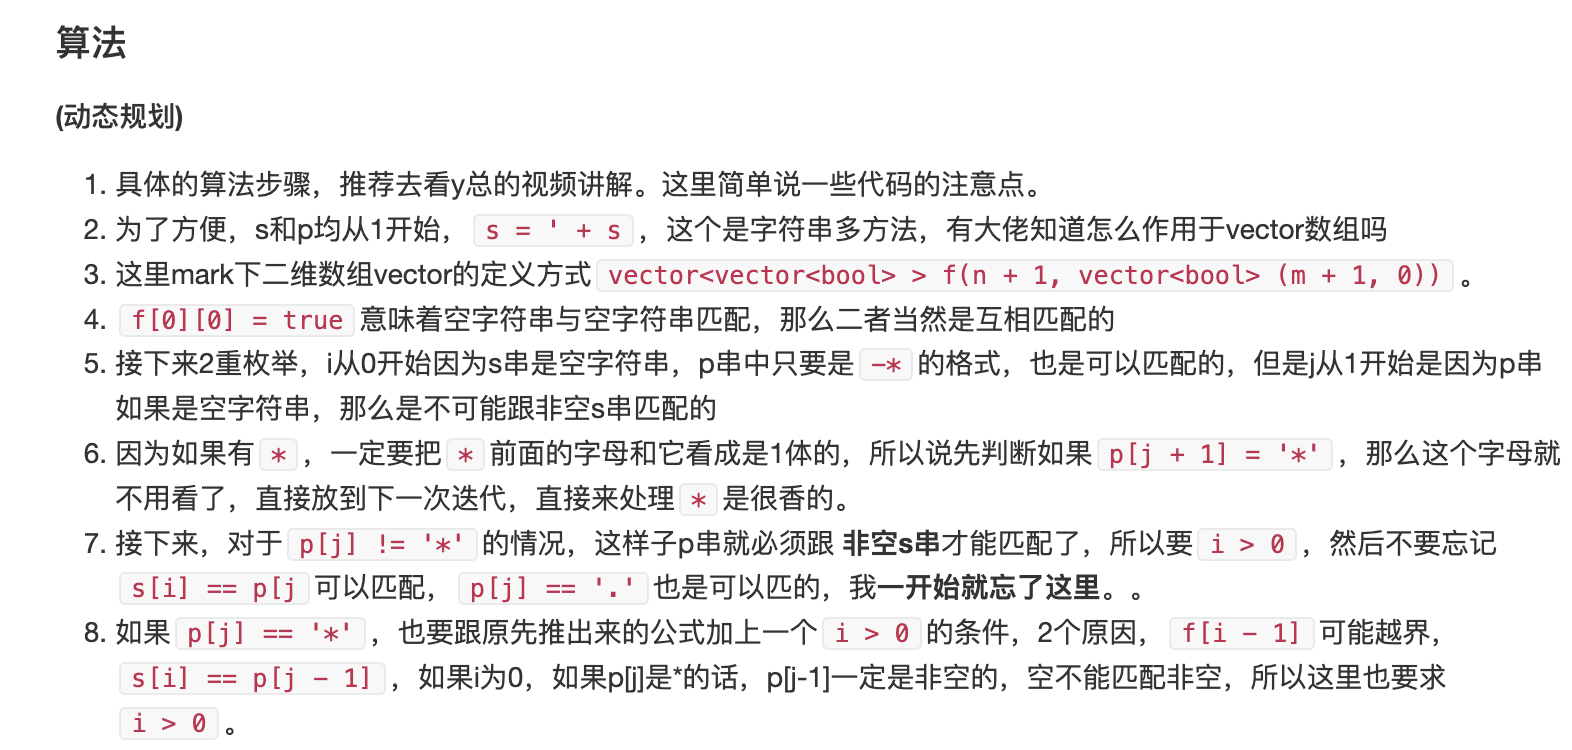 算法
(动态规划)
1. 具体的算法步骤，推荐去看y总的视频讲解。这里简单说一些代码的注意点。
2. 为了方便，s和p均从1开始， s = ' + s ，这个是字符串多方法，有大佬知道怎么作用于vector数组吗
3. 这里mark下二维数组vector的定义方式 vector<vector<bool> > f(n + 1, vector<bool> (m + 1, 0)) 。
4. f[0][0] = true 意味着空字符串与空字符串匹配，那么二者当然是互相匹配的
5. 接下来2重枚举，i从0开始因为s串是空字符串，p串中只要是 -* 的格式，也是可以匹配的，但是j从1开始是因为p串
如果是空字符串，那么是不可能跟非空s串匹配的
6. 因为如果有 * ，一定要把 * 前面的字母和它看成是1体的，所以说先判断如果 p[j + 1] = '*' ，那么这个字母就
不用看了，直接放到下一次迭代，直接来处理 * 是很香的。
7. 接下来，对于 p[j] != '*' 的情况，这样子p串就必须跟 非空s串才能匹配了，所以要 i > 0 ，然后不要忘记
s[i] == p[j 可以匹配， p[j] == '.' 也是可以匹的，我一开始就忘了这里。。
8. 如果 p[j] == '*' ，也要跟原先推出来的公式加上一个 i > 0 的条件，2个原因， f[i - 1] 可能越界，
s[i] == p[j - 1] ，如果i为0，如果p[j]是*的话，p[j-1]一定是非空的，空不能匹配非空，所以这里也要求
i > 0 。